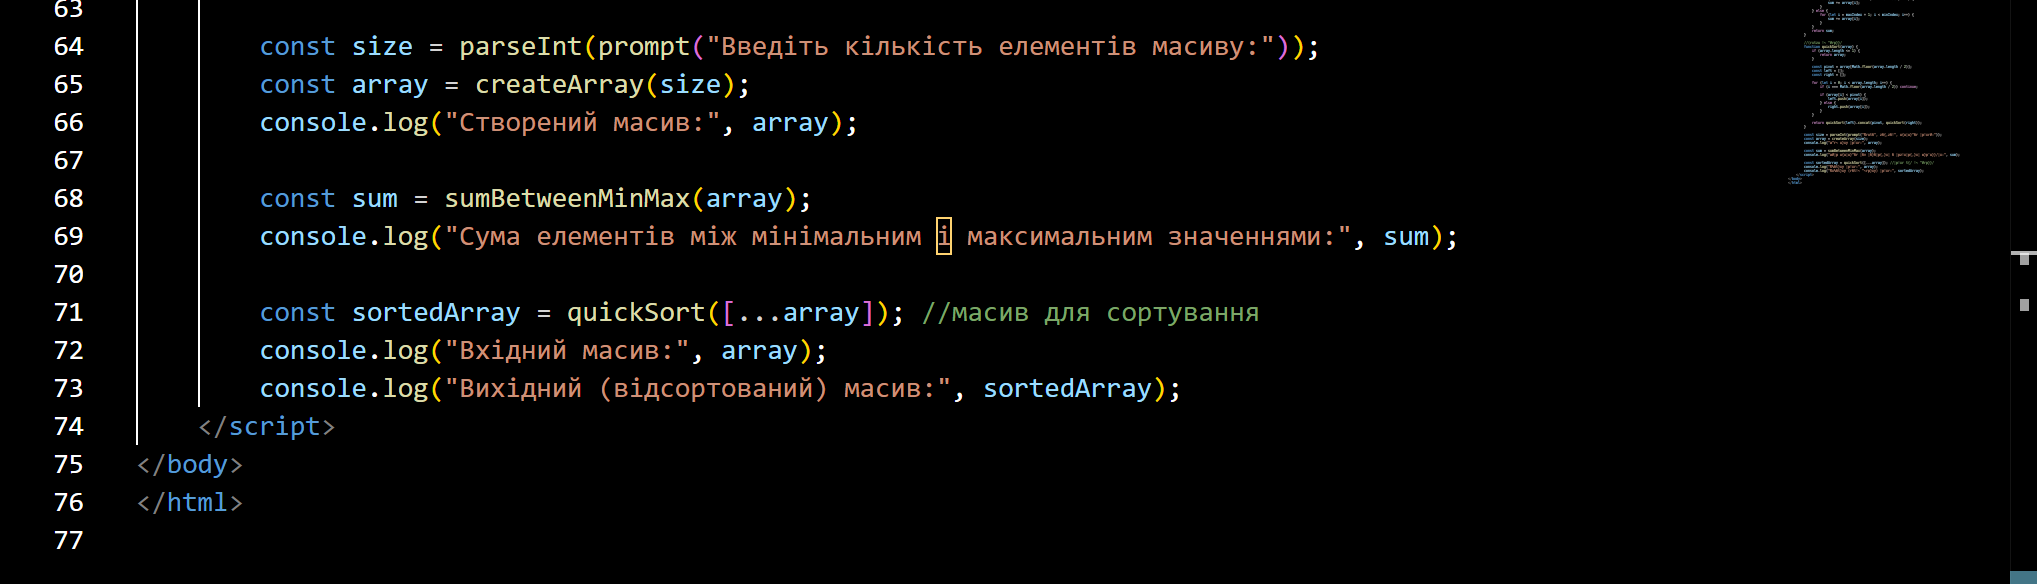 63
64 const size = parseInt(prompt("Введіть кількість елементів масиву:"));
65 const array = createArray(size);
66 console.log("Створений масив:", array);
67
68 const sum = sumBetweenMinMax(array);
69 console.log("Сума елементів між мінімальним і максимальним значеннями:", sum);
70
71 const sortedArray = quickSort([...array]); //масив для сортування
72 console.log("Вхідний масив:", array);
73 console.log("Вихідний (відсортований) масив:", sortedArray);
74 </script>
75 </body>
76 </html>
77